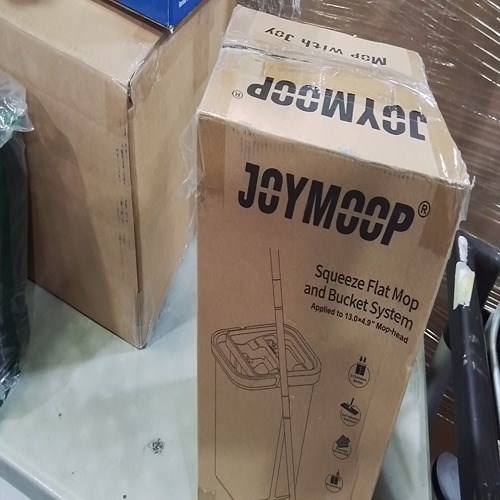 Mop with Joy
JOYMOOP®
JOYMOOP®
Squeeze Flat Mop
and Bucket System
Applied to 13.0×4.9" Mop-head